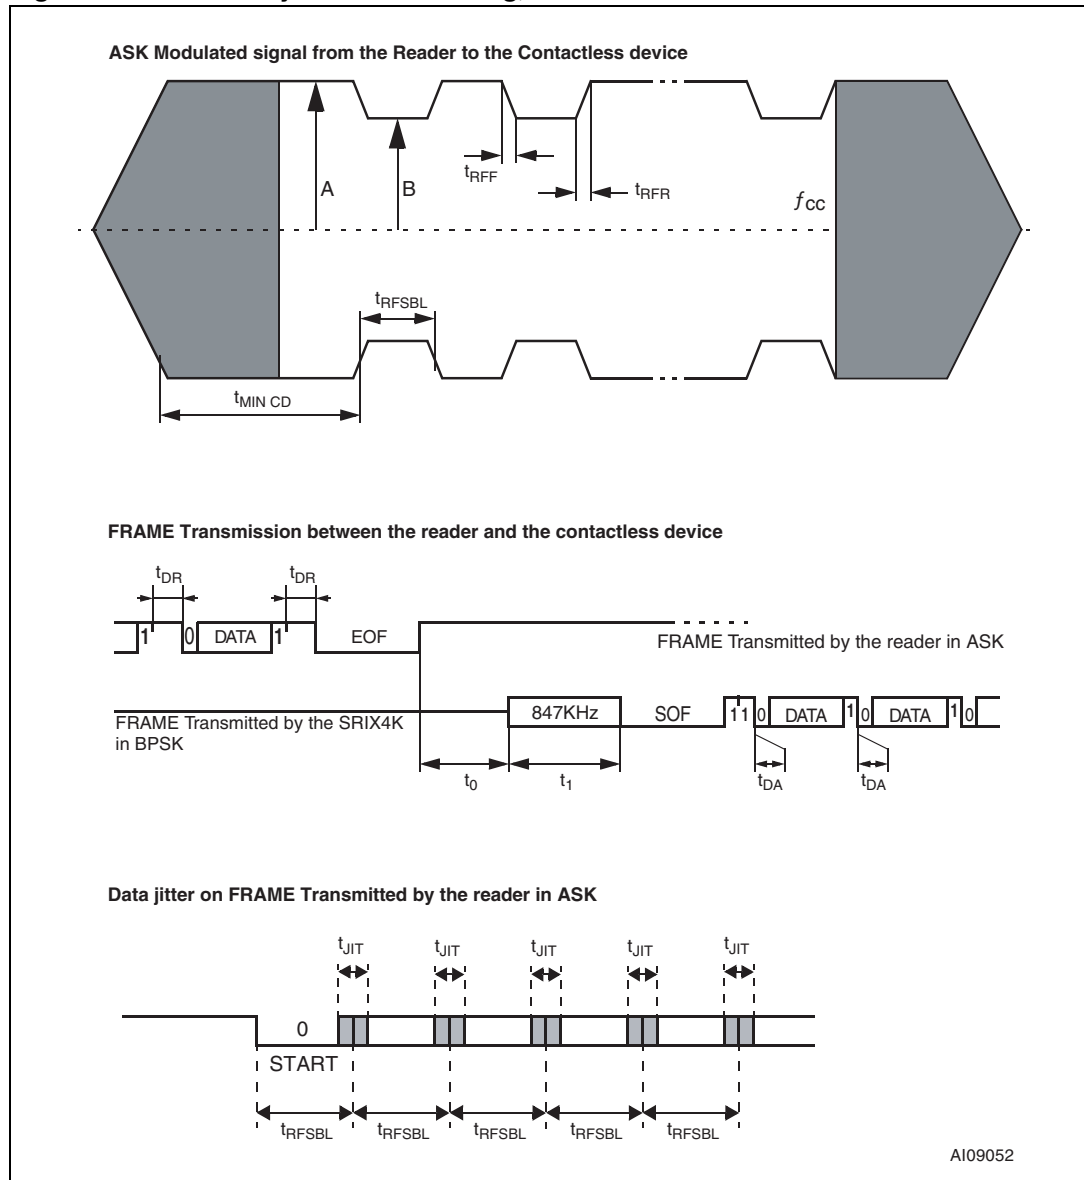 ASK Modulated signal from the Reader to the Contactless device
A
B
tRFF
tRFR
ƒcc
tRFSBL
tMIN CD
FRAME Transmission between the reader and the contactless device
tDR
tDR
1
0
DATA
1
EOF
FRAME Transmitted by the reader in ASK
FRAME Transmitted by the SRIX4K
in BPSK
847KHz
SOF
1 1 0
DATA
1 0
DATA
1 0
t0
t1
tDA
tDA
Data jitter on FRAME Transmitted by the reader in ASK
tJIT
tJIT
tJIT
tJIT
tJIT
0
START
tRFSBL
tRFSBL
tRFSBL
tRFSBL
tRFSBL
AI09052